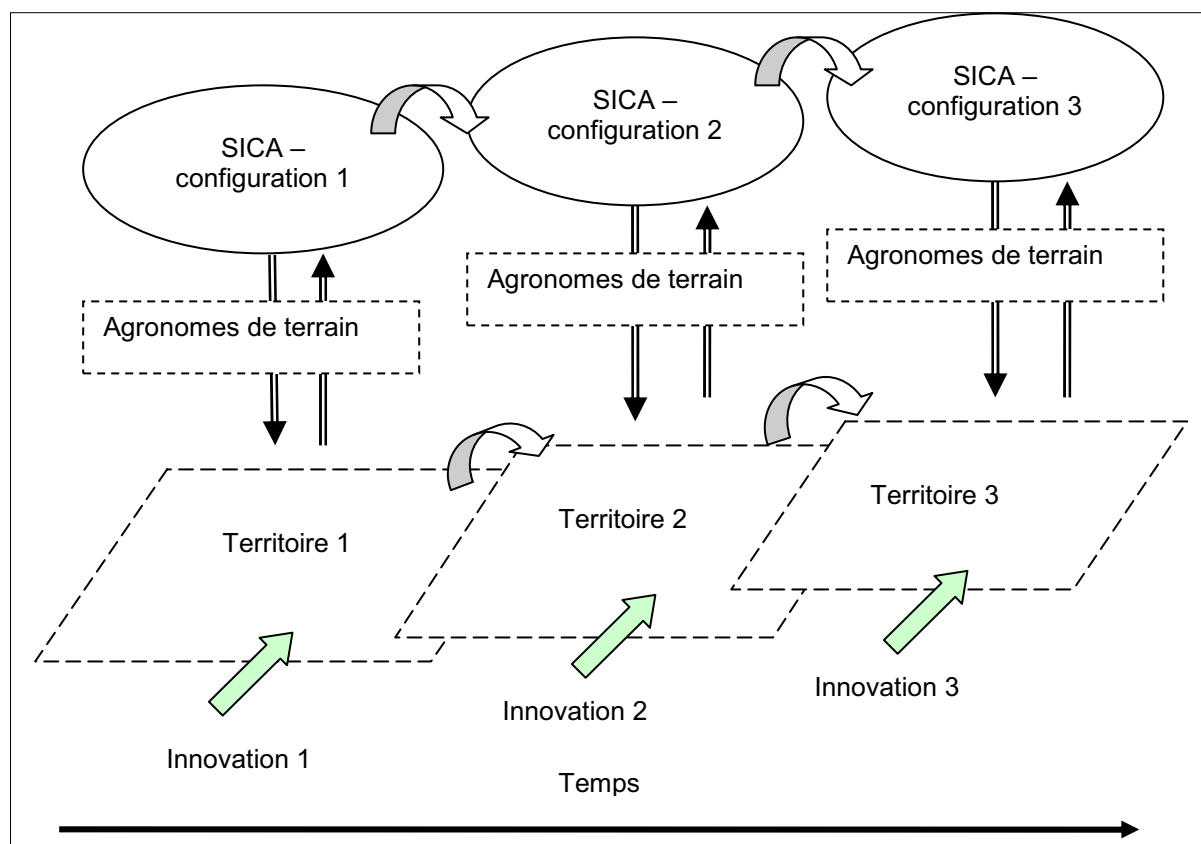 SICA –
configuration 1
SICA –
configuration 2
SICA –
configuration 3
Agronomes de terrain
Agronomes de terrain
Agronomes de terrain
Territoire 1
Territoire 2
Territoire 3
Innovation 1
Innovation 2
Innovation 3
Temps